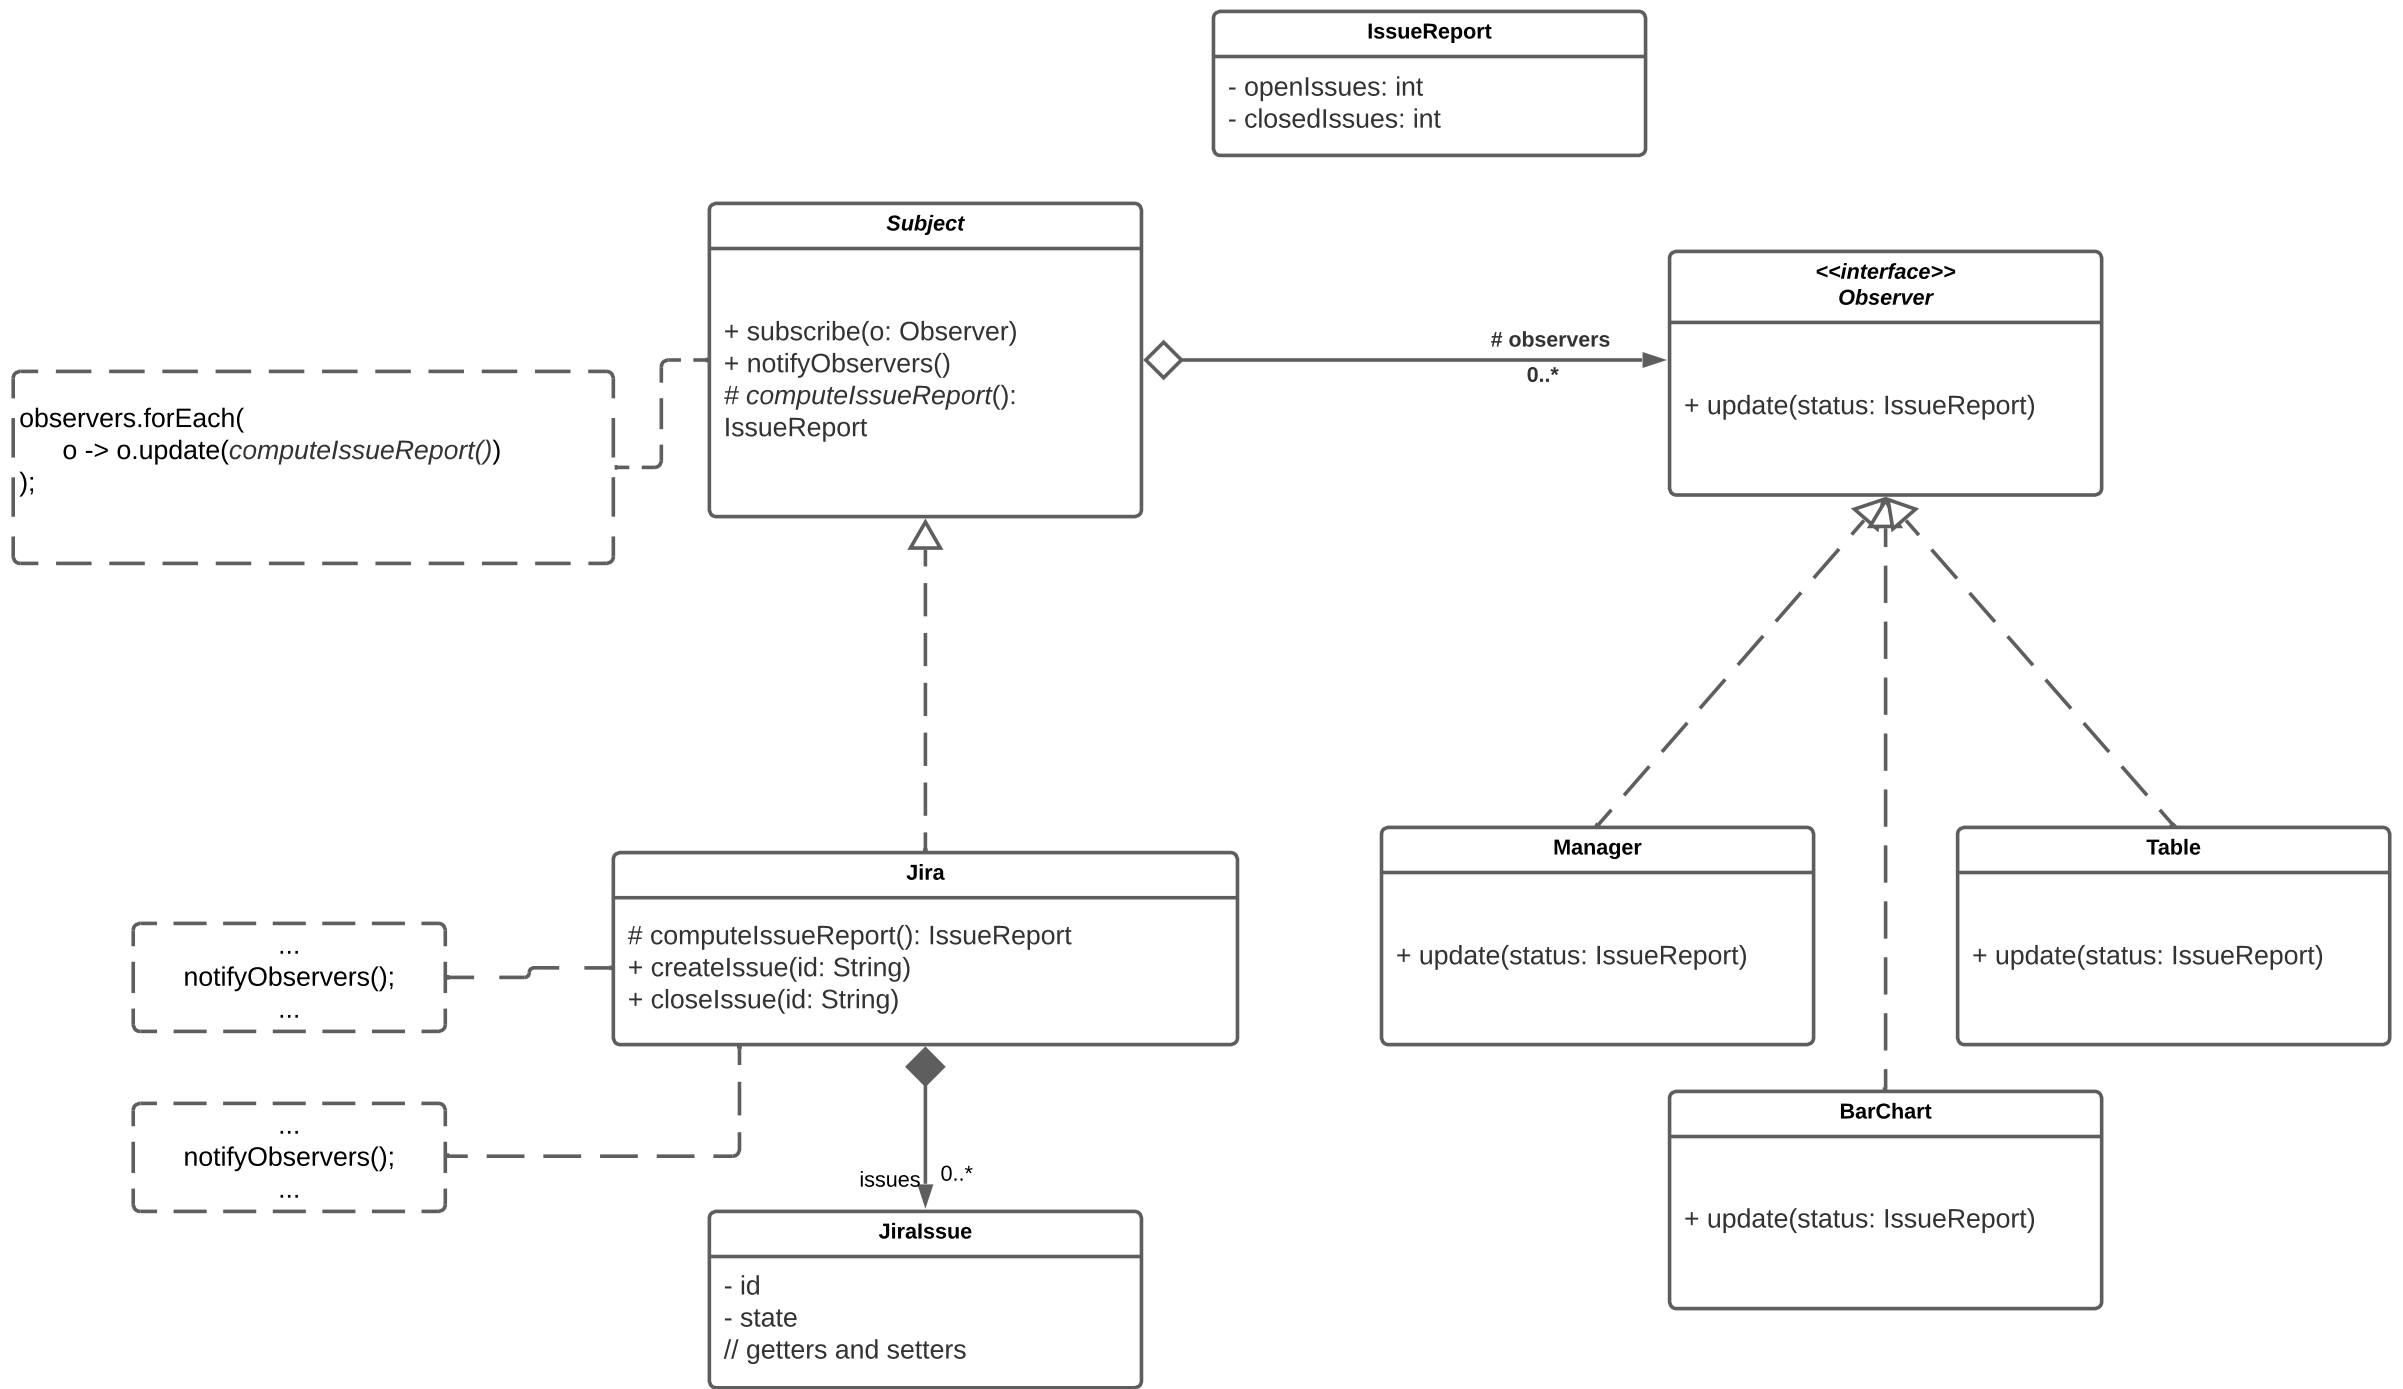 IssueReport
- openIssues: int
- closedIssues: int
Subject
+ subscribe(o: Observer)
+ notifyObservers()
# computeIssueReport():
IssueReport
<<interface>>
Observer
+ update(status: IssueReport)
# observers
0..*
observers.forEach(
o -> o.update(computeIssueReport())
);
Jira
# computeIssueReport(): IssueReport
+ createIssue(id: String)
+ closeIssue(id: String)
...
notifyObservers();
...
...
notifyObservers();
...
issues
0..*
JiraIssue
- id
- state
// getters and setters
Manager
+ update(status: IssueReport)
Table
+ update(status: IssueReport)
BarChart
+ update(status: IssueReport)